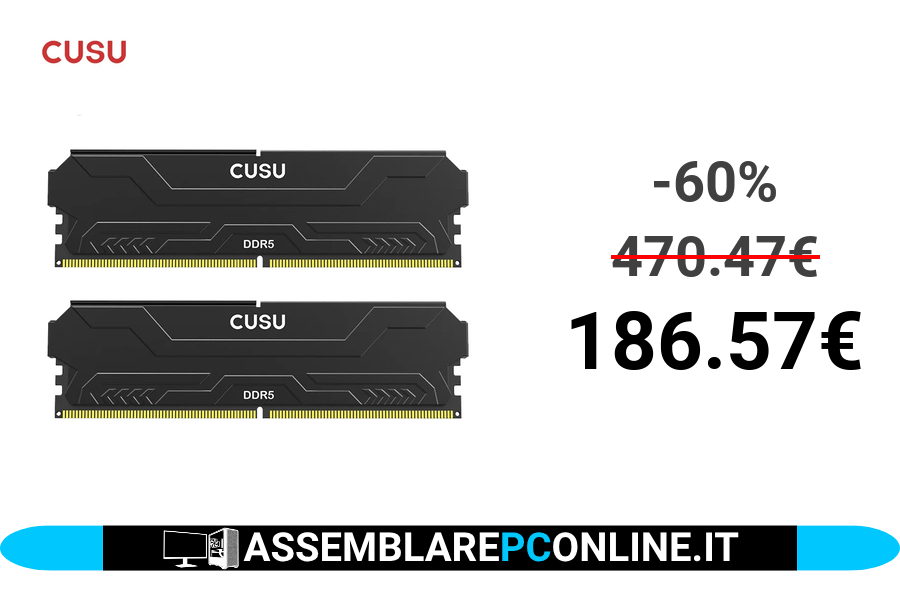 CUSU
CUSU
DDR5
CUSU
DDR5
-60%
470.47€
186.57€
ASSEMBLAREPCONLINE.IT